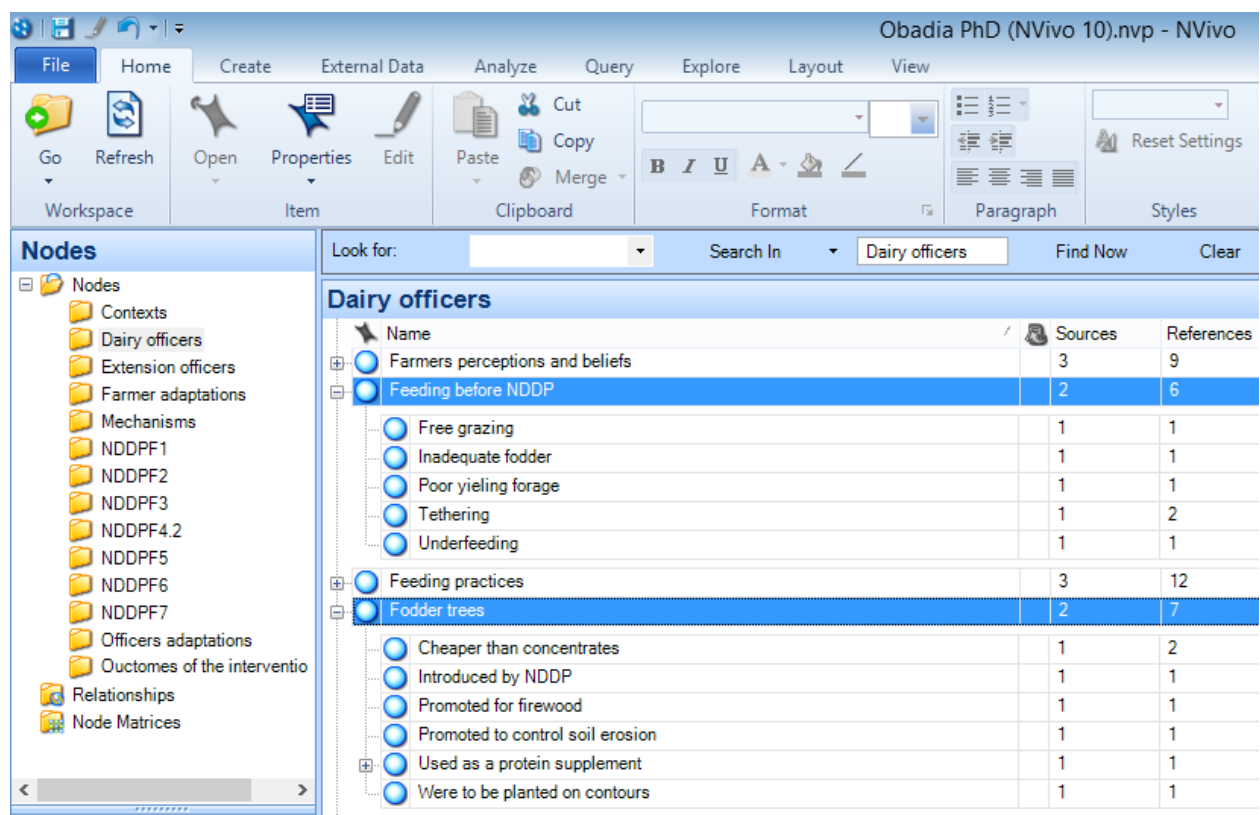 Obadia PhD (NVivo 10).nvp - NVivo
File Home Create External Data Analyze Query Explore Layout View
Go Refresh Open Properties Edit Paste Cut Copy Merge B I U A Reset Settings
Workspace Item Clipboard Format Paragraph Styles
Nodes
Look for: Search In Dairy officers Find Now Clear
Nodes
Contexts
Dairy officers
Extension officers
Farmer adaptations
Mechanisms
NDDPF1
NDDPF2
NDDPF3
NDDPF4.2
NDDPF5
NDDPF6
NDDPF7
Officers adaptations
Ouctomes of the interventio
Relationships
Node Matrices
Dairy officers
Name Sources References
Farmers perceptions and beliefs 3 9
Feeding before NDDP 2 6
Free grazing 1 1
Inadequate fodder 1 1
Poor yieling forage 1 1
Tethering 1 2
Underfeeding 1 1
Feeding practices 3 12
Fodder trees 2 7
Cheaper than concentrates 1 2
Introduced by NDDP 1 1
Promoted for firewood 1 1
Promoted to control soil erosion 1 1
Used as a protein supplement 1 1
Were to be planted on contours 1 1